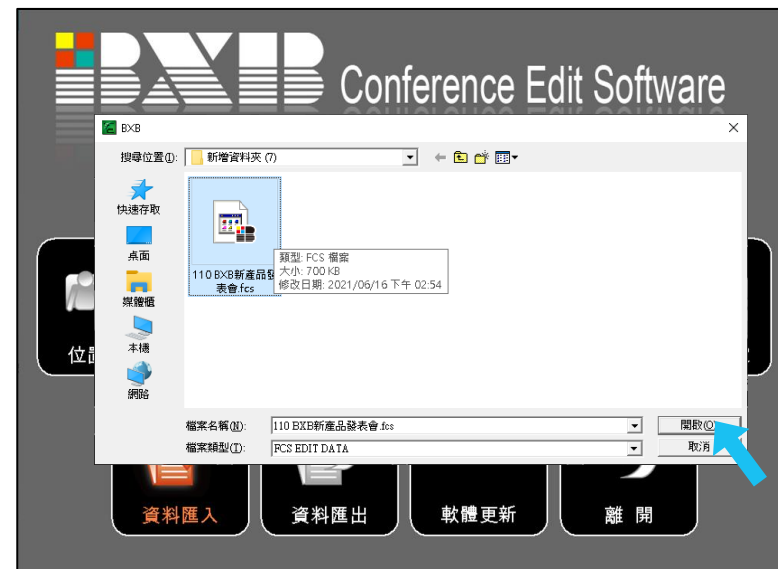 BXB Conference Edit Software
BXB
搜尋位置(I):
新增資料夾 (7)
快速存取
桌面
媒體櫃
本機
網路
110 BXB新產品發
表會.fcs
類型: FCS 檔案
大小: 700 KB
修改日期: 2021/06/16 下午 02:54
檔案名稱(N):
110 BXB新產品發表會.fcs
開啟(O)
檔案類型(T):
FCS EDIT DATA
取消
位
資料匯入
資料匯出
軟體更新
離 開